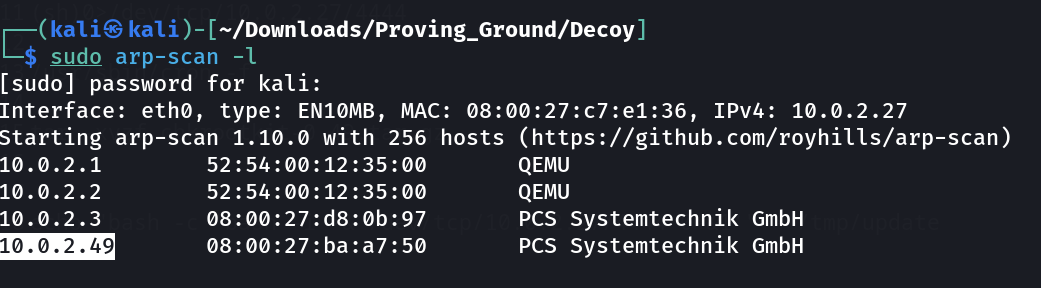 ┌──(kali㉿kali)-[~/Downloads/Proving_Ground/Decoy]
└─$ sudo arp-scan -l
[sudo] password for kali:
Interface: eth0, type: EN10MB, MAC: 08:00:27:c7:e1:36, IPv4: 10.0.2.27
Starting arp-scan 1.10.0 with 256 hosts (https://github.com/royhills/arp-scan)
10.0.2.1 52:54:00:12:35:00 QEMU
10.0.2.2 52:54:00:12:35:00 QEMU
10.0.2.3 08:00:27:d8:0b:97 PCS Systemtechnik GmbH
10.0.2.49 08:00:27:ba:a7:50 PCS Systemtechnik GmbH